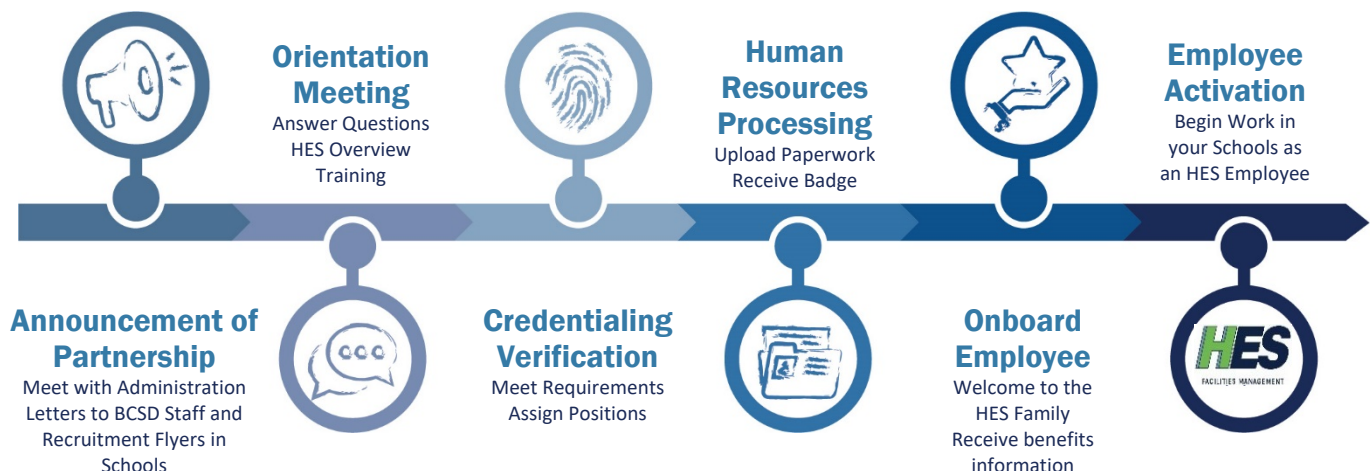 Announcement of
Partnership
Meet with Administration
Letters to BCSD Staff and
Recruitment Flyers in
Schools
Orientation
Meeting
Answer Questions
HES Overview
Training
Credentialing
Verification
Meet Requirements
Assign Positions
Human
Resources
Processing
Upload Paperwork
Receive Badge
Onboard
Employee
Welcome to the
HES Family
Receive benefits
information
Employee
Activation
Begin Work in
your Schools as
an HES Employee
HES
FACILITIES MANAGEMENT